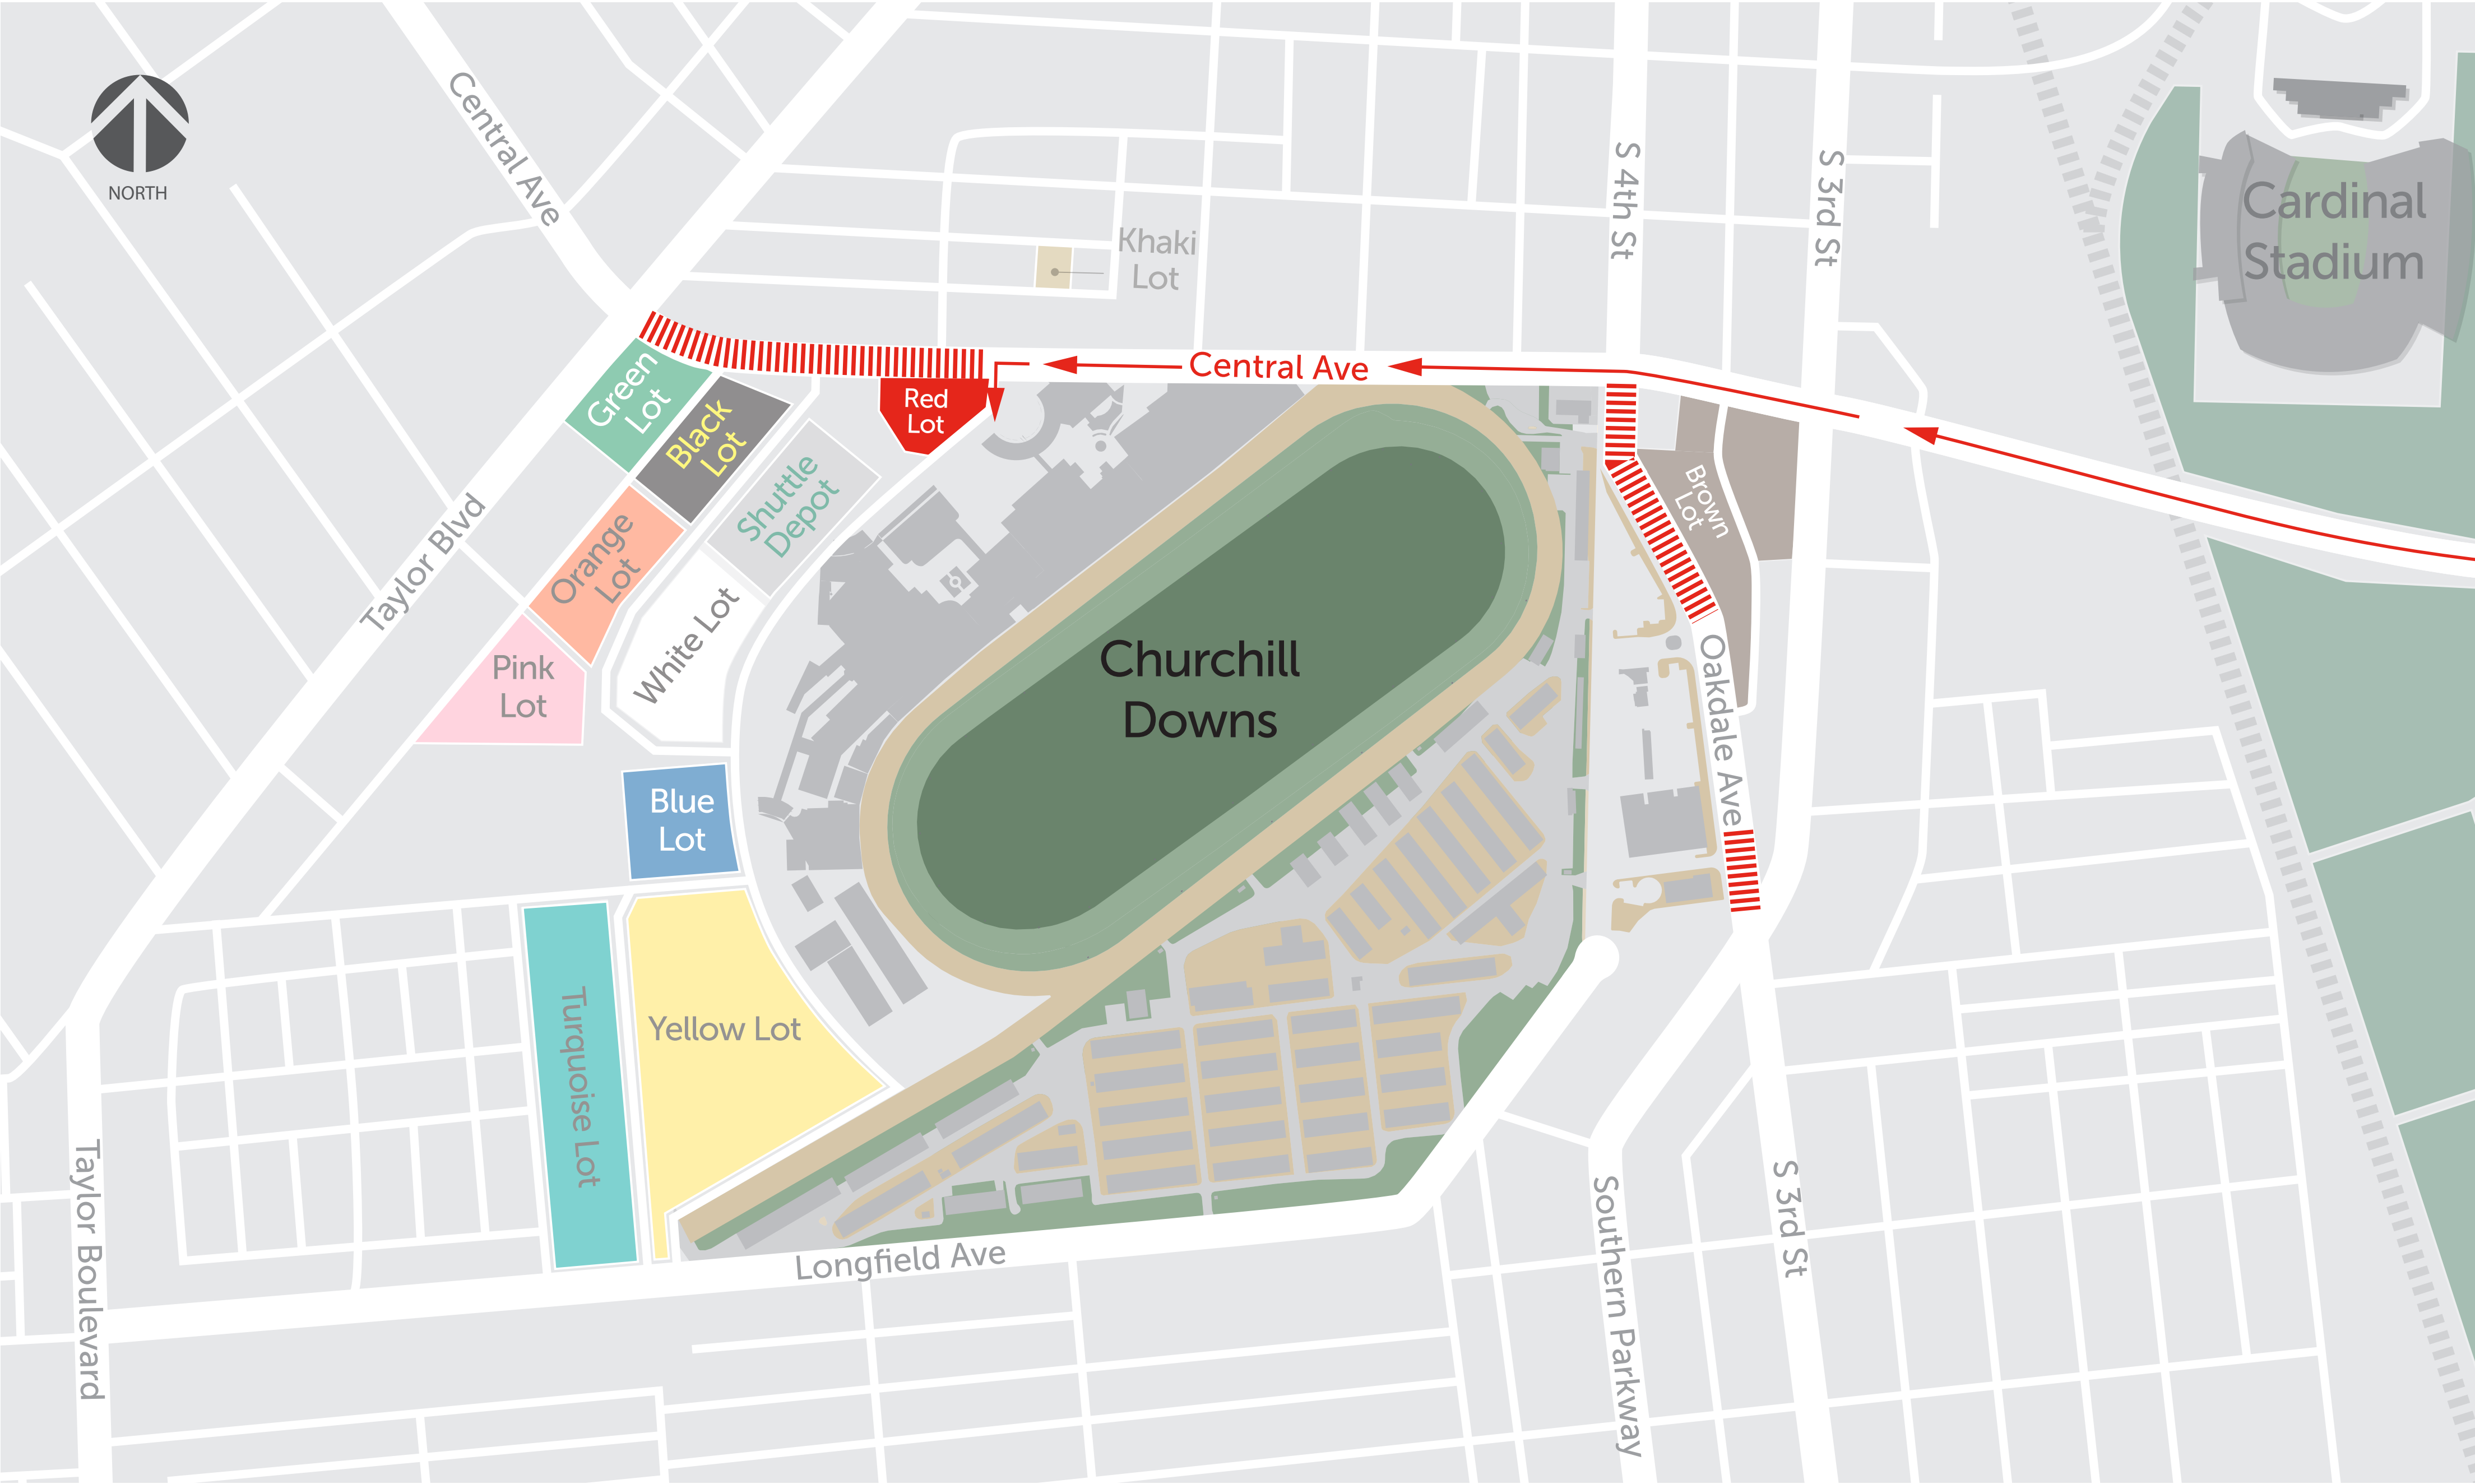 Central Ave
NORTH
S 4th St
S 3rd St
Cardinal
Stadium
Khaki
Lot
Central Ave
Green
Lot
Black
Lot
Red
Lot
Shuttle
Depot
Brown
Lot
Taylor Blvd
Orange
Lot
White Lot
Pink
Lot
Churchill
Downs
Oakdale Ave
Blue
Lot
Turquoise Lot
Yellow Lot
Taylor Boulevard
Longfield Ave
Southern Parkway
S 3rd St